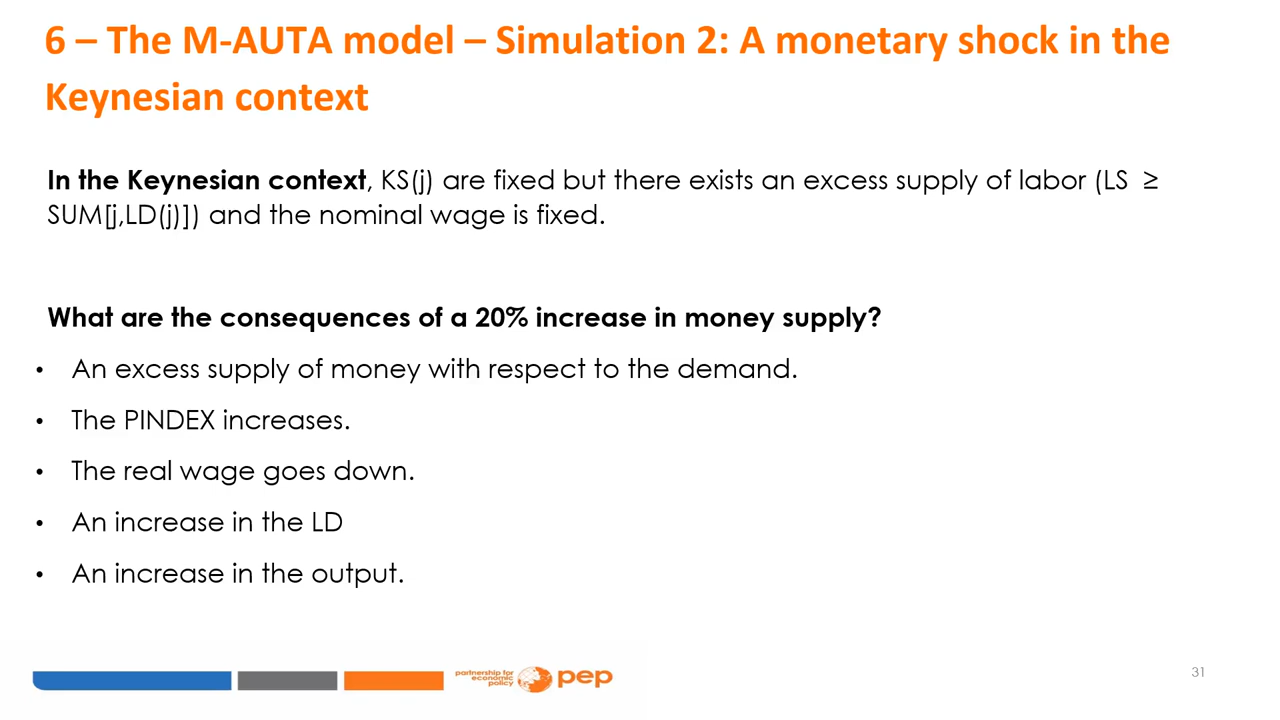 6 – The M-AUTA model – Simulation 2: A monetary shock in the
Keynesian context
In the Keynesian context, KS(j) are fixed but there exists an excess supply of labor (LS ≥
SUM[j,LD(j)]) and the nominal wage is fixed.
What are the consequences of a 20% increase in money supply?
• An excess supply of money with respect to the demand.
• The PINDEX increases.
• The real wage goes down.
• An increase in the LD
• An increase in the output.
partnership for
economic
policy
pep
31